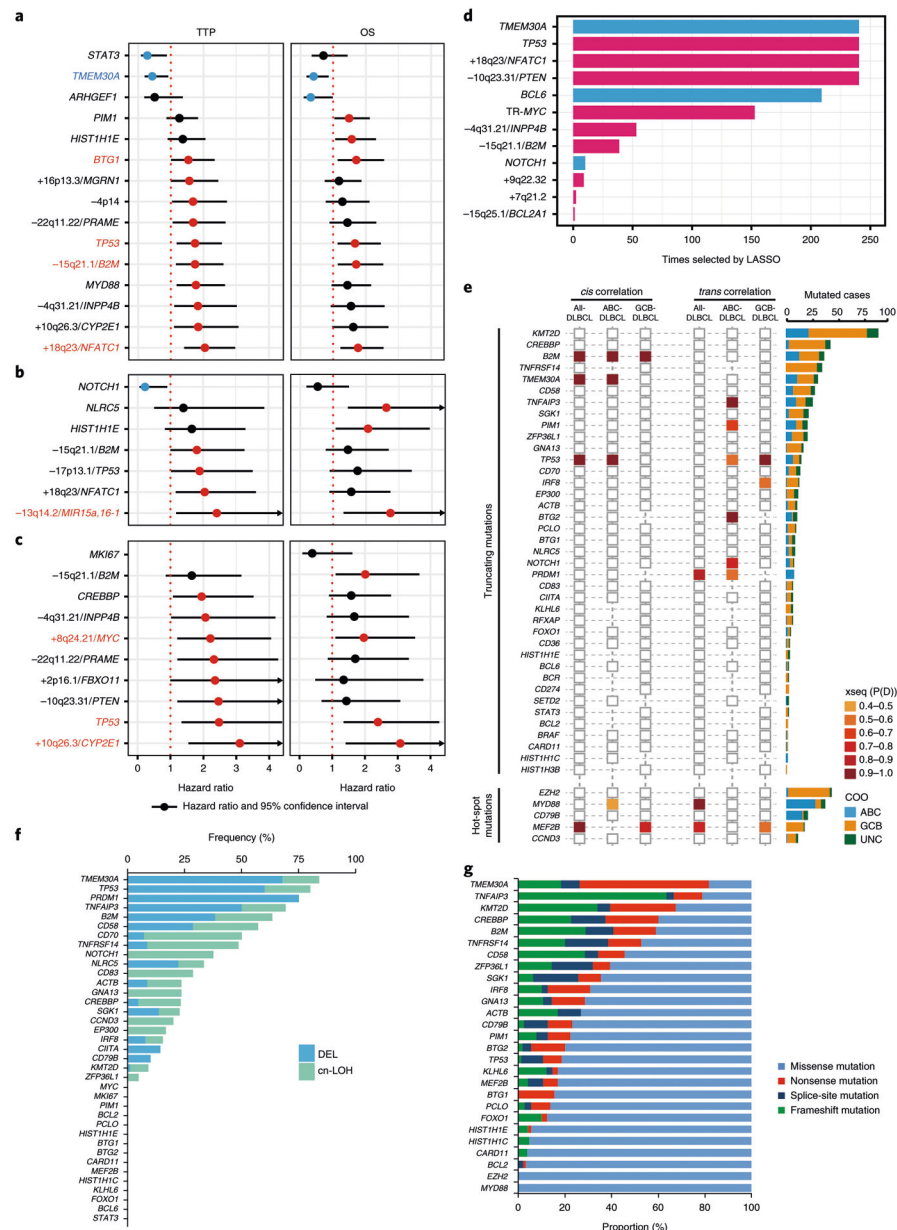 a
TTP
OS
STAT3
TMEM30A
ARHGEF1
PIM1
HIST1H1E
BTG1
+16p13.3/MGRN1
−4p14
−22q11.22/PRAME
TP53
−15q21.1/B2M
MYD88
−4q31.21/INPP4B
+10q26.3/CYP2E1
+18q23/NFATC1
b
NOTCH1
NLRC5
HIST1H1E
−15q21.1/B2M
−17p13.1/TP53
+18q23/NFATC1
−13q14.2/MIR15a,16-1
c
MKI67
−15q21.1/B2M
CREBBP
−4q31.21/INPP4B
+8q24.21/MYC
−22q11.22/PRAME
+2p16.1/FBXO11
−10q23.31/PTEN
TP53
+10q26.3/CYP2E1
0 1 2 3 4 0 1 2 3 4
Hazard ratio Hazard ratio
Hazard ratio and 95% confidence interval
d
TMEM30A
TP53
+18q23/NFATC1
−10q23.31/PTEN
BCL6
TR-MYC
−4q31.21/INPP4B
−15q21.1/B2M
NOTCH1
+9q22.32
+7q21.2
−15q25.1/BCL2A1
0 50 100 150 200 250
Times selected by LASSO
e
cis correlation trans correlation Mutated cases
All-DLBCL ABC-DLBCL GCB-DLBCL All-DLBCL ABC-DLBCL GCB-DLBCL
0 25 50 75 100
Truncating mutations
KMT2D
CREBBP
B2M
TNFRSF14
TMEM30A
CD58
TNFAIP3
SGK1
PIM1
ZFP36L1
GNA13
TP53
CD70
IRF8
EP300
ACTB
BTG2
PCLO
BTG1
NLRC5
NOTCH1
PRDM1
CD83
CIITA
KLHL6
RFXAP
FOXO1
CD36
HIST1H1E
BCL6
BCR
CD274
SETD2
STAT3
BCL2
BRAF
CARD11
HIST1H1C
HIST1H3B
Hot-spot mutations
EZH2
MYD88
CD79B
MEF2B
CCND3
xseq (P(D))
0.4–0.5
0.5–0.6
0.6–0.7
0.7–0.8
0.8–0.9
0.9–1.0
COO
ABC
GCB
UNC
f
Frequency (%)
0 25 50 75 100
TMEM30A
TP53
PRDM1
TNFAIP3
B2M
CD58
CD70
TNFRSF14
NOTCH1
NLRC5
CD83
ACTB
GNA13
CREBBP
SGK1
CCND3
EP300
IRF8
CIITA
CD79B
KMT2D
ZFP36L1
MYC
MKI67
PIM1
BCL2
PCLO
HIST1H1E
BTG1
BTG2
CARD11
MEF2B
HIST1H1C
KLHL6
FOXO1
BCL6
STAT3
DEL
cn-LOH
g
TMEM30A
TNFAIP3
KMT2D
CREBBP
B2M
TNFRSF14
CD58
ZFP36L1
SGK1
IRF8
GNA13
ACTB
CD79B
PIM1
BTG2
TP53
KLHL6
MEF2B
BTG1
PCLO
FOXO1
HIST1H1E
HIST1H1C
CARD11
BCL2
EZH2
MYD88
0 20 40 60 80 100
Proportion (%)
Missense mutation
Nonsense mutation
Splice-site mutation
Frameshift mutation